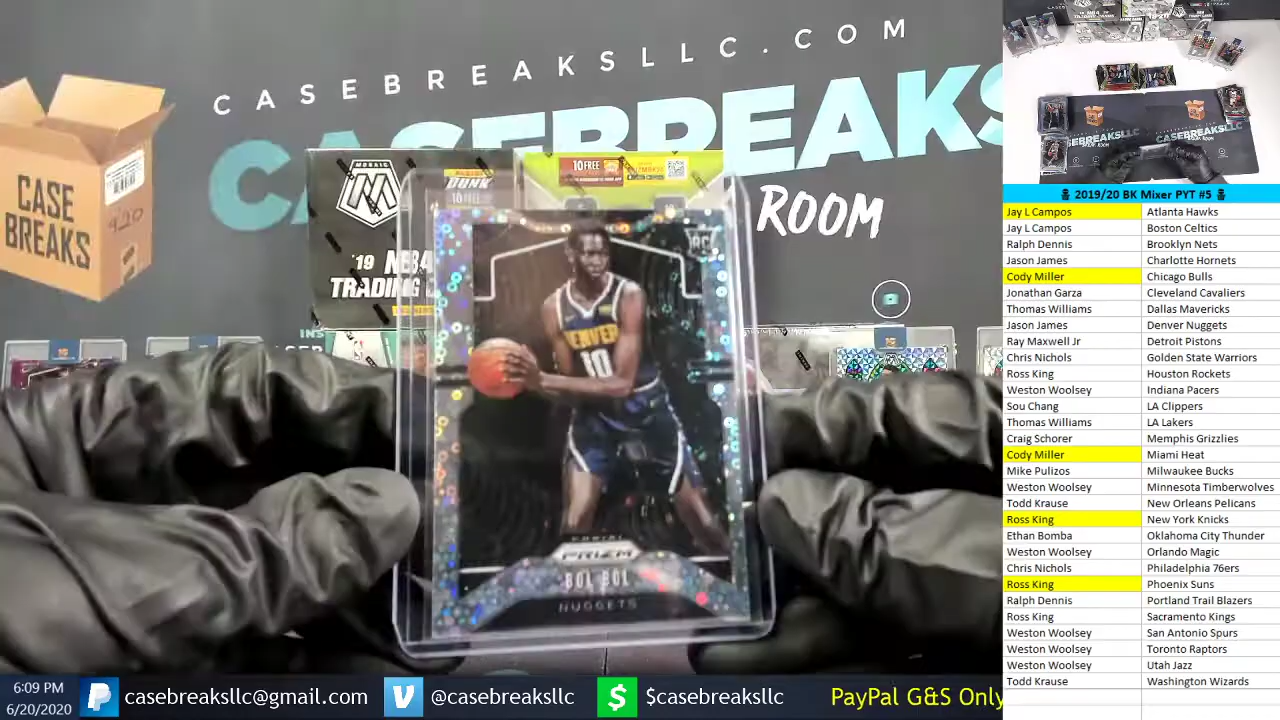 CASEBREAKSLLC.COM
CASEBREAKS
ROOM
CASE
BREAKS
MOSAIC
'19 NBA
TRADING
10 FREE
RC
DENVER
10
PANINI
PRIZM
BOL BOL
NUGGETS
CASEBREAKSLLC
2019/20 BK Mixer PYT #5
Jay L Campos Atlanta Hawks
Jay L Campos Boston Celtics
Ralph Dennis Brooklyn Nets
Jason James Charlotte Hornets
Cody Miller Chicago Bulls
Jonathan Garza Cleveland Cavaliers
Thomas Williams Dallas Mavericks
Jason James Denver Nuggets
Ray Maxwell Jr Detroit Pistons
Chris Nichols Golden State Warriors
Ross King Houston Rockets
Weston Woolsey Indiana Pacers
Sou Chang LA Clippers
Thomas Williams LA Lakers
Craig Schorer Memphis Grizzlies
Cody Miller Miami Heat
Mike Pulizos Milwaukee Bucks
Weston Woolsey Minnesota Timberwolves
Todd Krause New Orleans Pelicans
Ross King New York Knicks
Ethan Bomba Oklahoma City Thunder
Weston Woolsey Orlando Magic
Chris Nichols Philadelphia 76ers
Ross King Phoenix Suns
Ralph Dennis Portland Trail Blazers
Ross King Sacramento Kings
Weston Woolsey San Antonio Spurs
Weston Woolsey Toronto Raptors
Weston Woolsey Utah Jazz
Todd Krause Washington Wizards
6:09 PM
6/20/2020
casebreaksllc@gmail.com
@casebreaksllc
$casebreaksllc
PayPal G&S Only